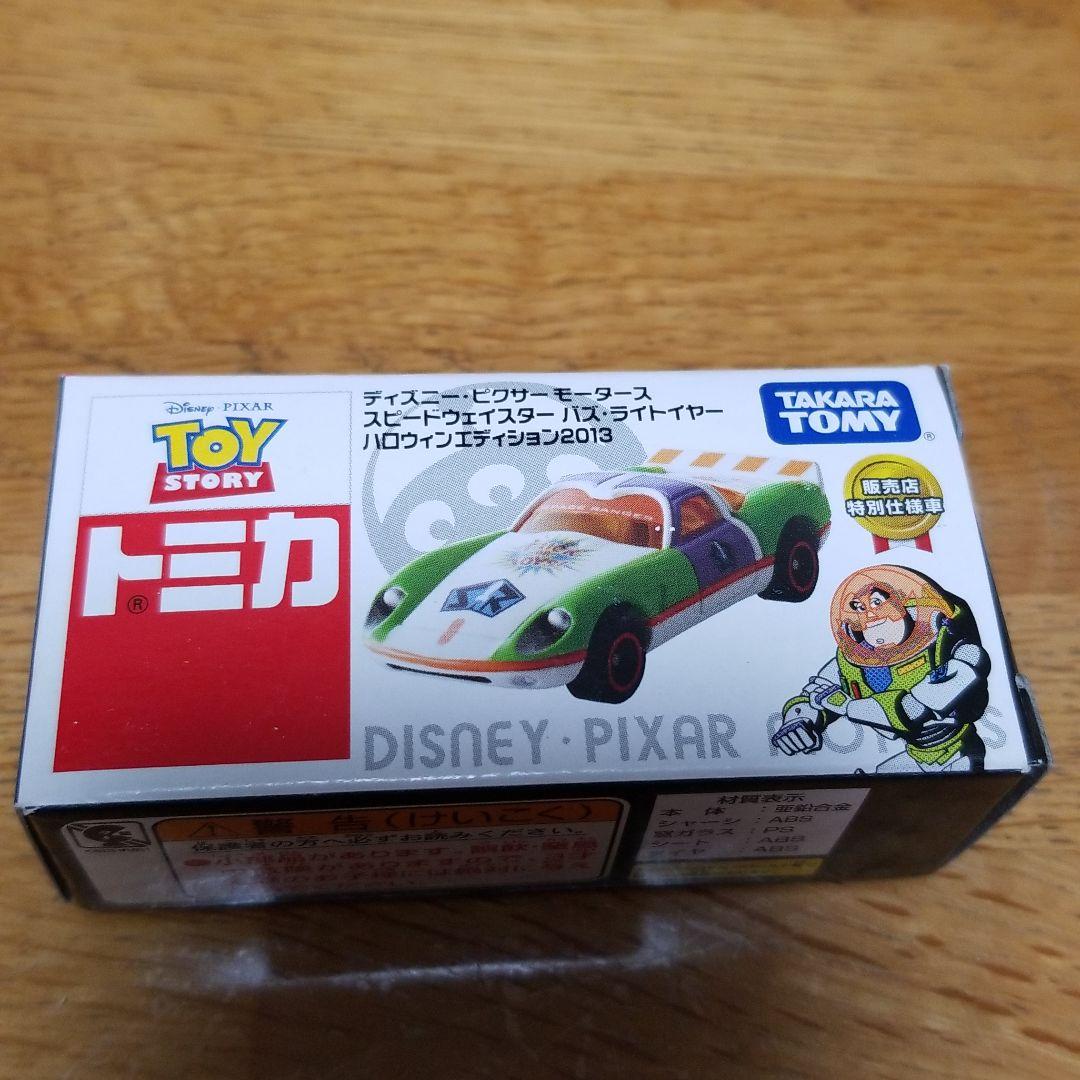 Disney·PIXAR
TOY
STORY
トミカ®
ディズニー・ピクサー モータース
スピードウェイスター バズ・ライトイヤー
ハロウィンエディション2013
TAKARA
TOMY®
販売店
特別仕様車
DISNEY·PIXAR
⚠警告(けいこく)
保護者の方へ必ずお読みください。
材質表示
本体:亜鉛合金
シャーシ:ABS
窓ガラス:PS
シート:ABS
タイヤ:ABS